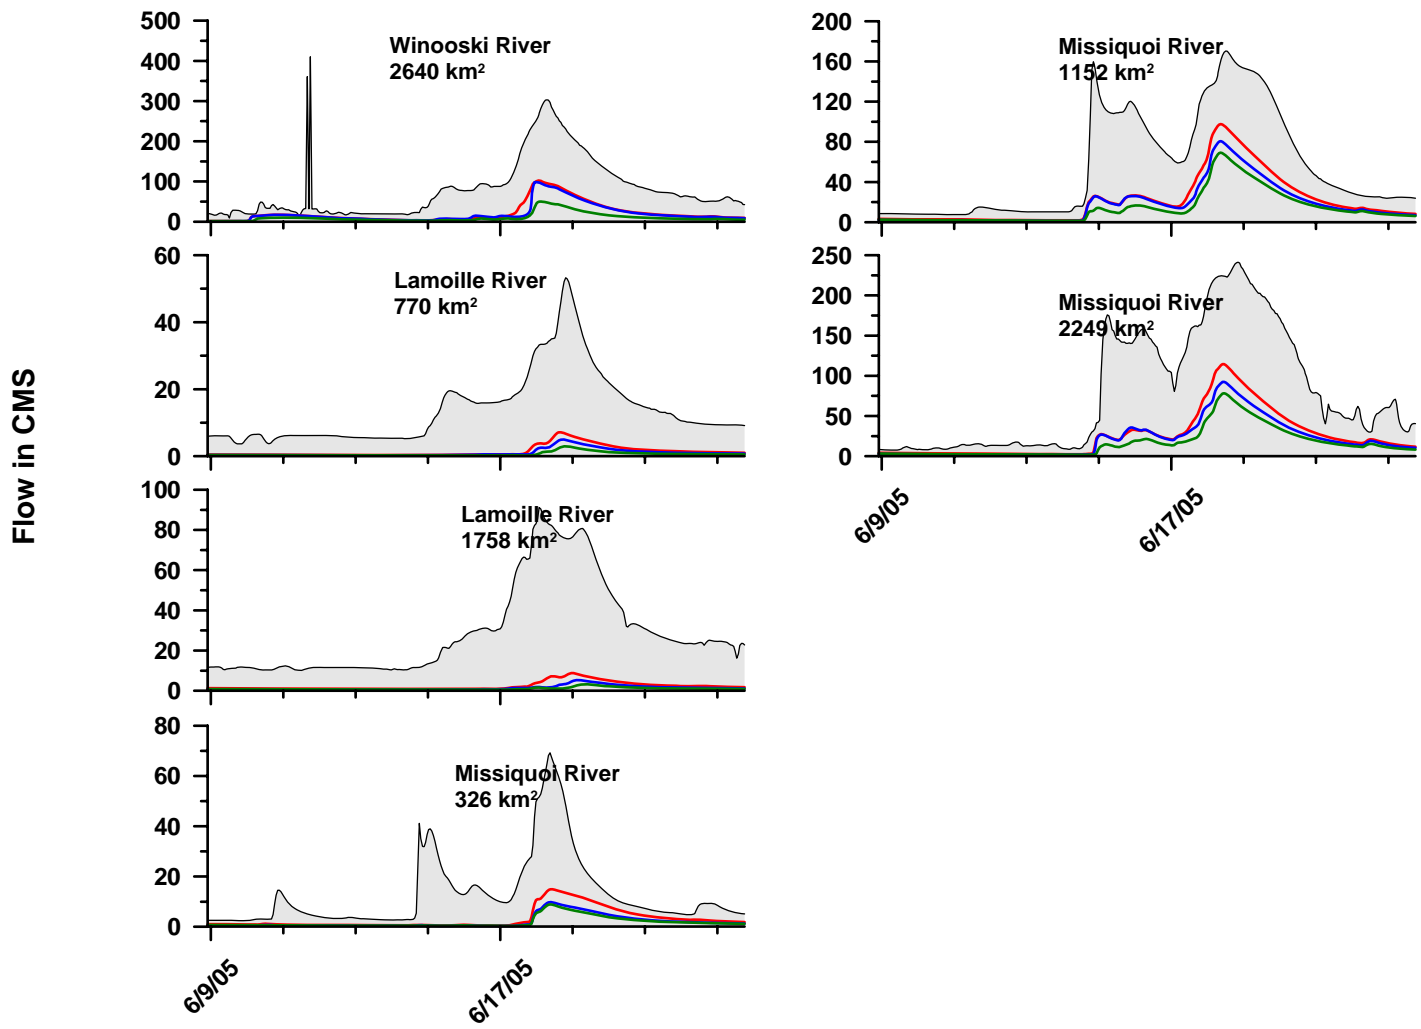 Flow in CMS
500
400
300
200
100
0
Winooski River
2640 km²
60
40
20
0
Lamoille River
770 km²
100
80
60
40
20
0
Lamoille River
1758 km²
80
60
40
20
0
Missiquoi River
326 km²
6/9/05
6/17/05
200
160
120
80
40
0
Missiquoi River
1152 km²
250
200
150
100
50
0
Missiquoi River
2249 km²
6/9/05
6/17/05